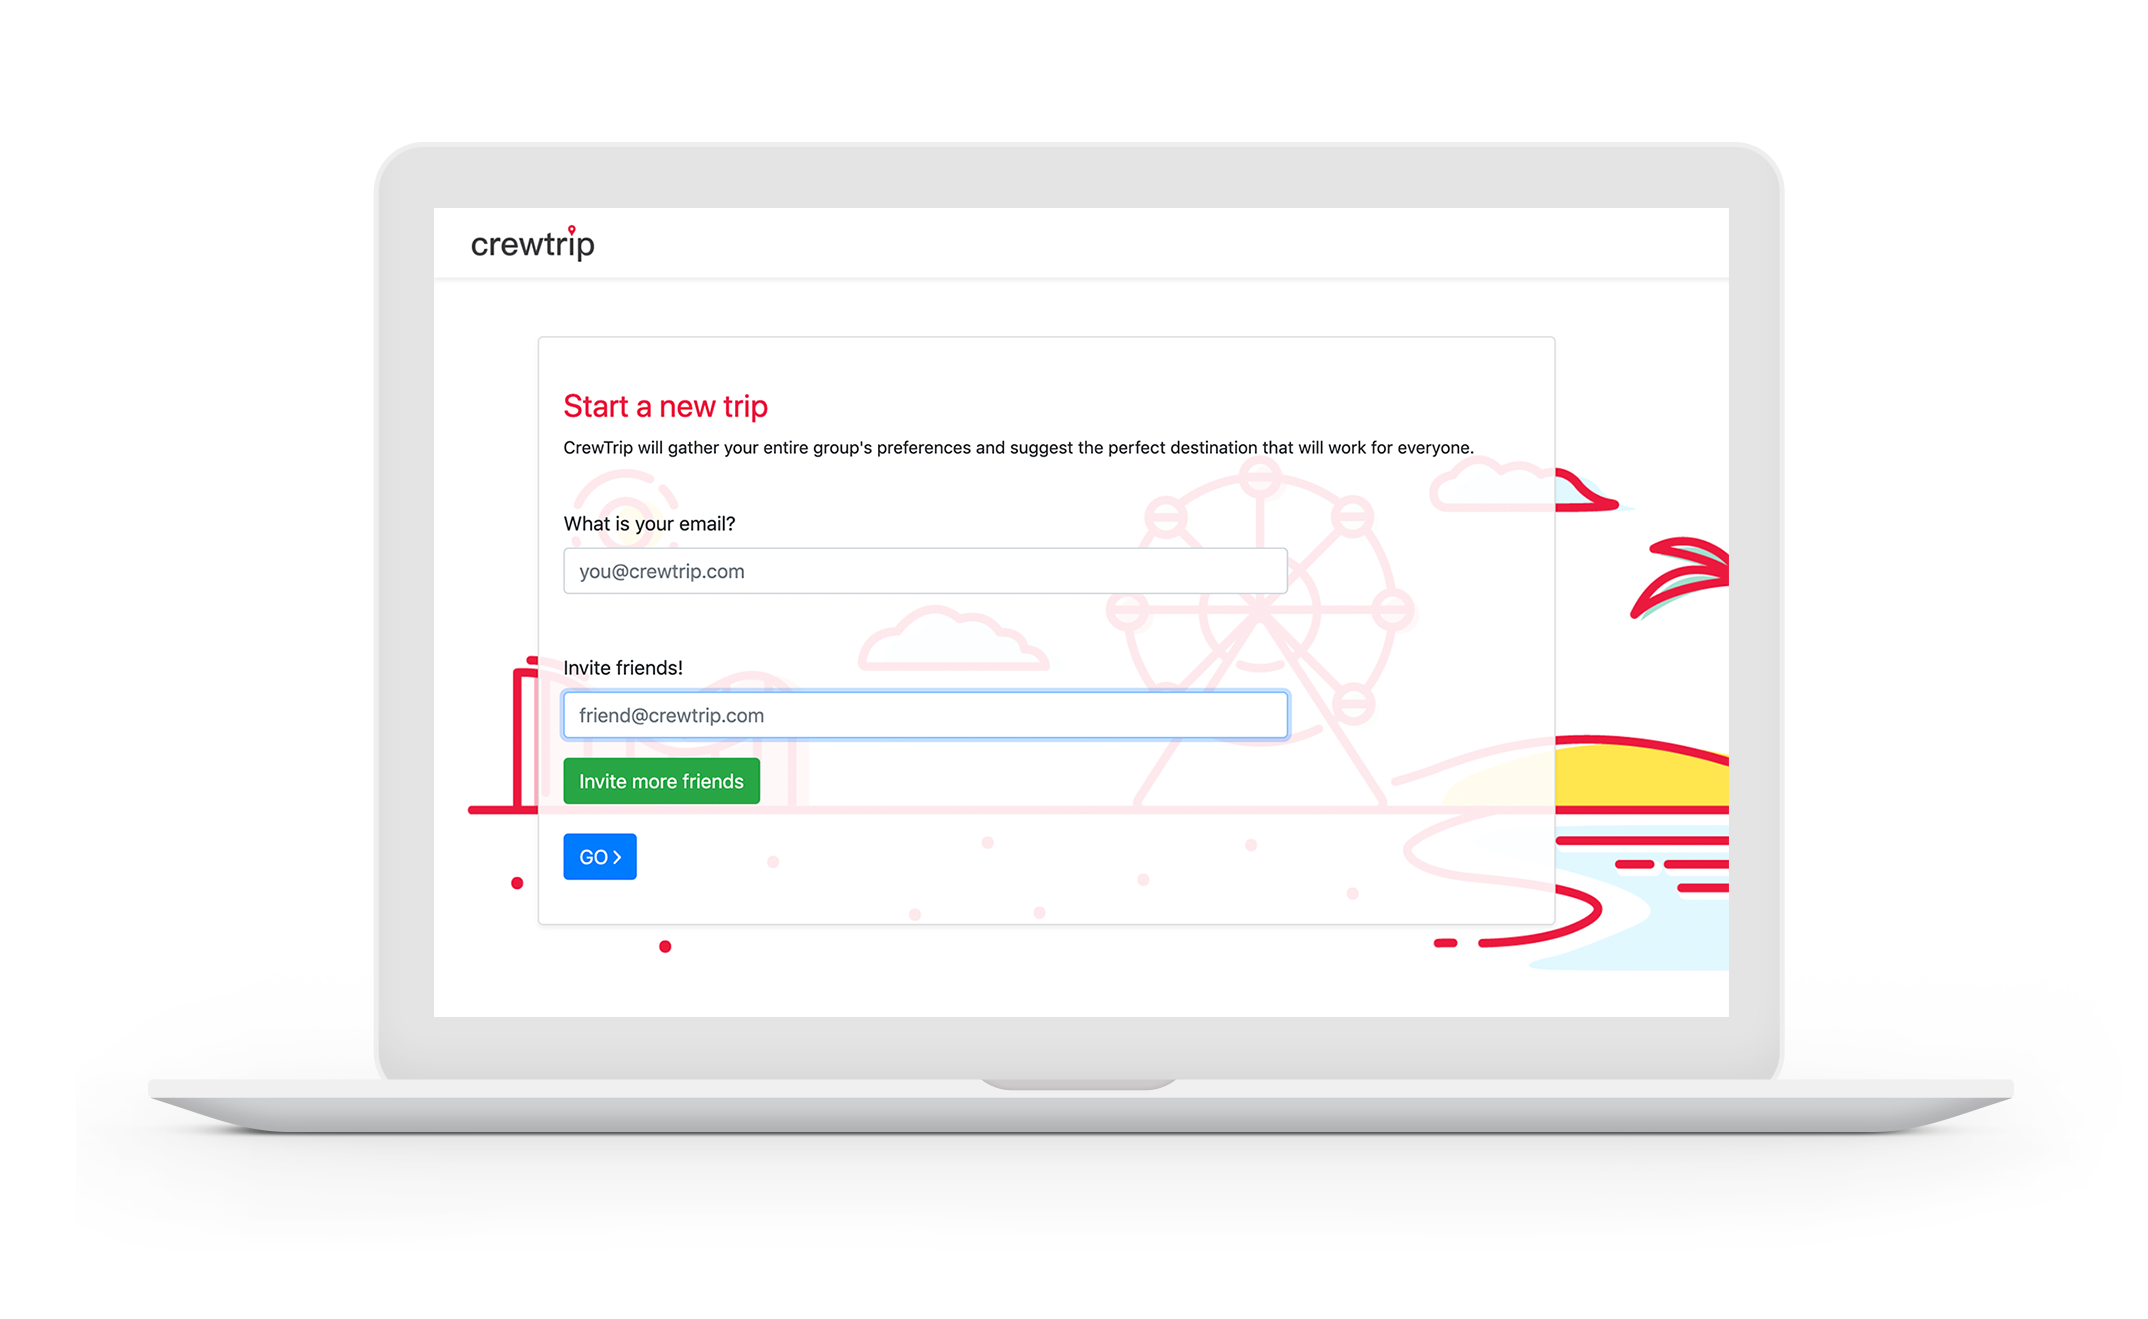 crewtrip
Start a new trip
CrewTrip will gather your entire group's preferences and suggest the perfect destination that will work for everyone.
What is your email?
you@crewtrip.com
Invite friends!
friend@crewtrip.com
Invite more friends
GO